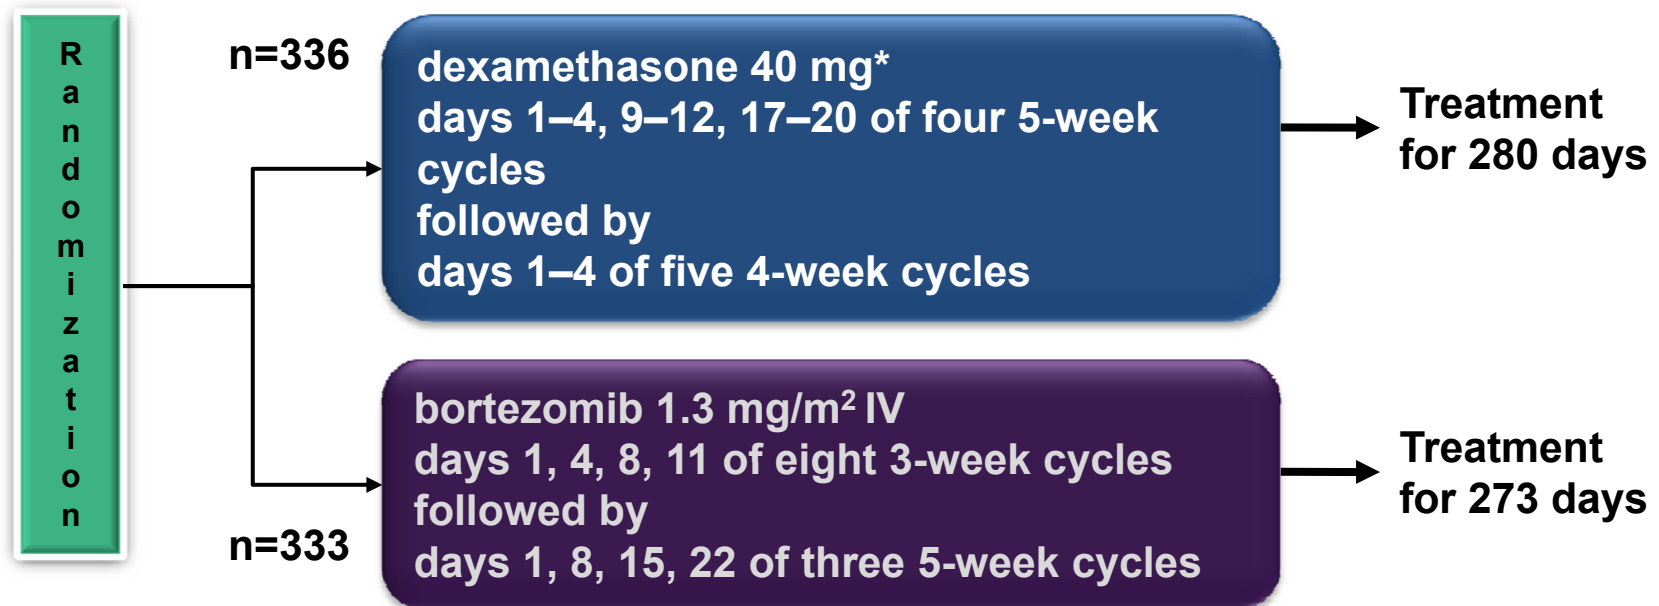 Randomization
n=336
dexamethasone 40 mg*
days 1–4, 9–12, 17–20 of four 5-week
cycles
followed by
days 1–4 of five 4-week cycles
Treatment
for 280 days
n=333
bortezomib 1.3 mg/m² IV
days 1, 4, 8, 11 of eight 3-week cycles
followed by
days 1, 8, 15, 22 of three 5-week cycles
Treatment
for 273 days